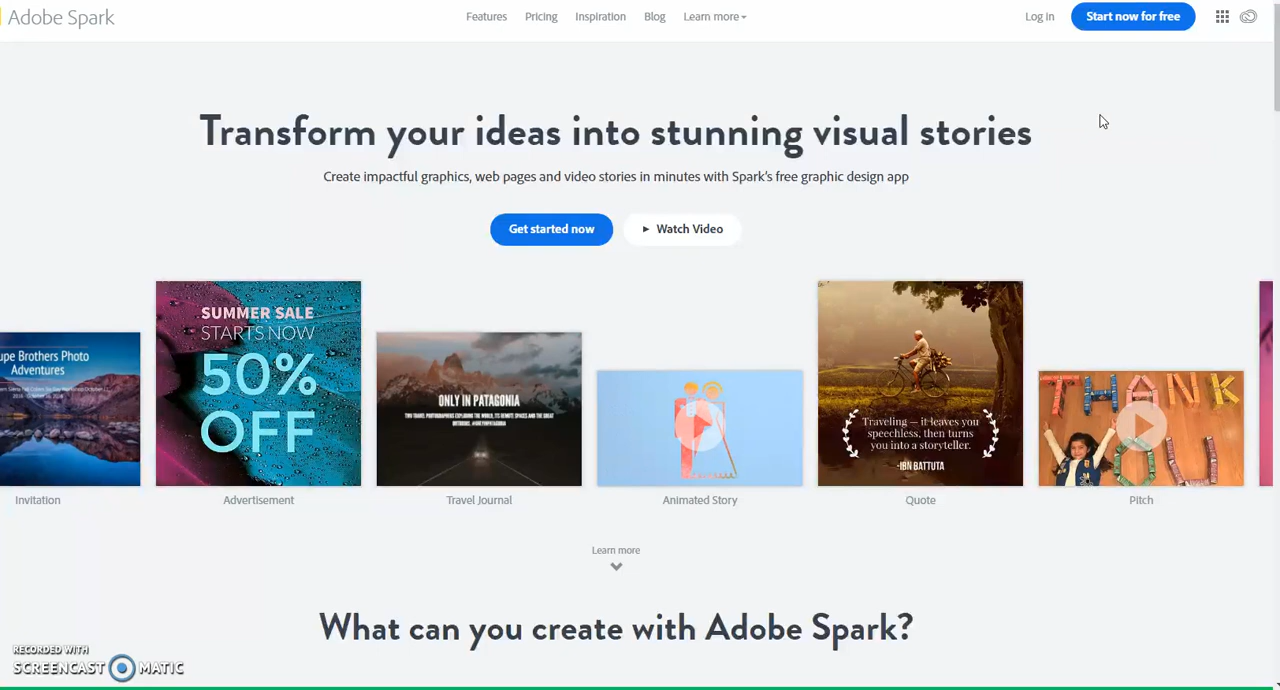 Adobe Spark
Features
Pricing
Inspiration
Blog
Learn more
Log in
Start now for free
Transform your ideas into stunning visual stories
Create impactful graphics, web pages and video stories in minutes with Spark's free graphic design app
Get started now
Watch Video
upe Brothers Photo
Adventures
Invitation
SUMMER SALE
STARTS NOW
50%
OFF
Advertisement
ONLY IN PATAGONIA
Travel Journal
Animated Story
Traveling — it leaves you
speechless, then turns
you into a storyteller.
-IBN BATTUTA
Quote
THANK
YOU
Pitch
Learn more
What can you create with Adobe Spark?
RECORDED WITH
SCREENCAST MATIC